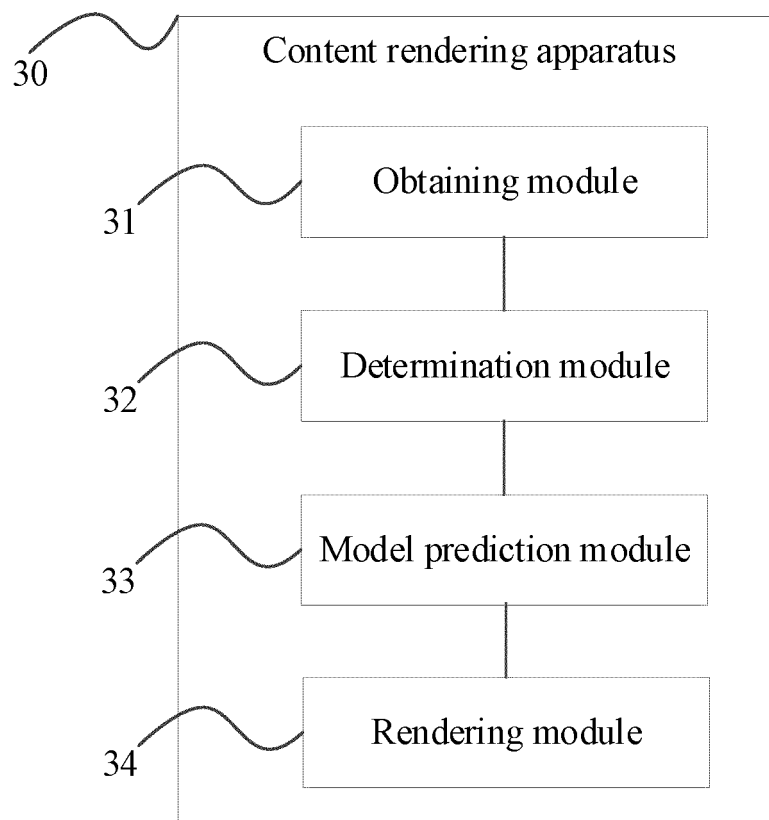 Content rendering apparatus
30
Obtaining module
31
Determination module
32
Model prediction module
33
Rendering module
34